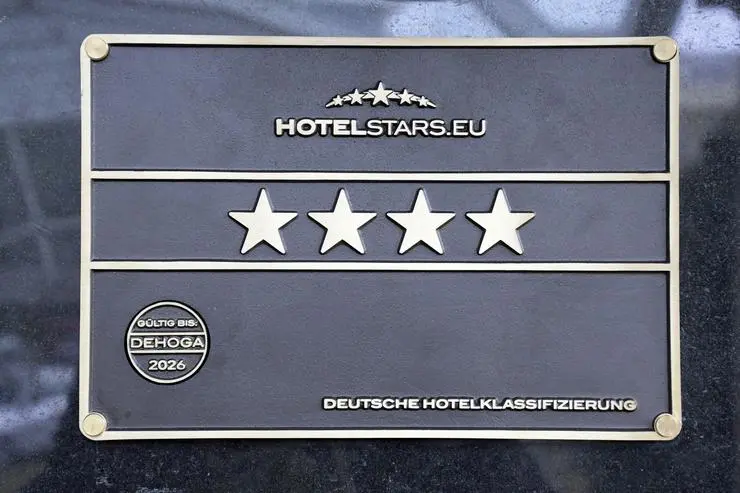 HOTELSTARS.EU
GÜLTIG BIS:
DEHOGA
2026
DEUTSCHE HOTELKLASSIFIZIERUNG